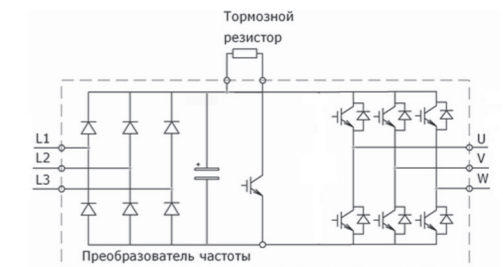 Тормозной
резистор
L1
L2
L3
U
V
W
+
Преобразователь частоты